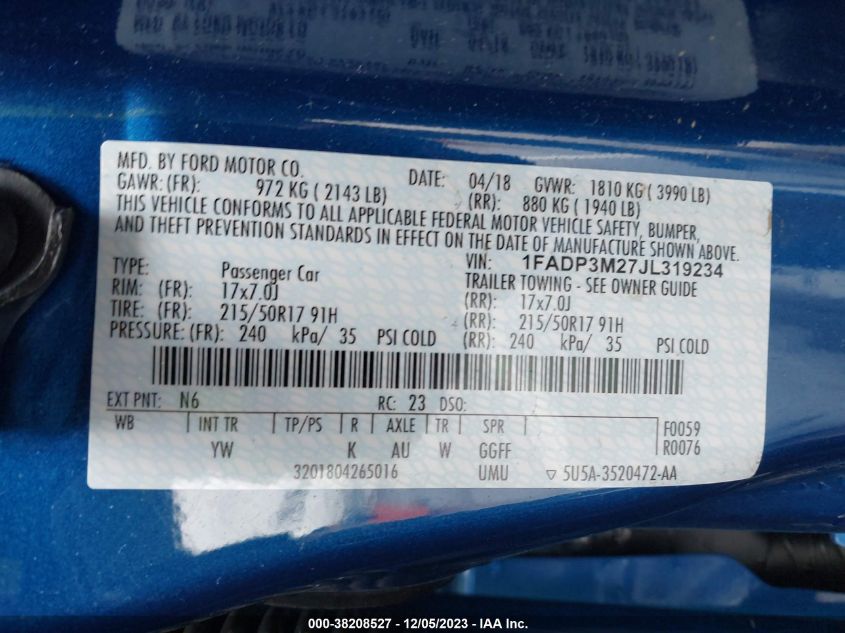 MFD. BY FORD MOTOR CO. DATE: 04/18 GVWR: 1810 KG ( 3990 LB)
GAWR: (FR): 972 KG ( 2143 LB) (RR): 880 KG ( 1940 LB)
THIS VEHICLE CONFORMS TO ALL APPLICABLE FEDERAL MOTOR VEHICLE SAFETY, BUMPER,
AND THEFT PREVENTION STANDARDS IN EFFECT ON THE DATE OF MANUFACTURE SHOWN ABOVE.
VIN: 1FADP3M27JL319234
TYPE: Passenger Car TRAILER TOWING - SEE OWNER GUIDE
RIM: (FR): 17x7.0J (RR): 17x7.0J
TIRE: (FR): 215/50R17 91H (RR): 215/50R17 91H
PRESSURE: (FR): 240 kPa/ 35 PSI COLD (RR): 240 kPa/ 35 PSI COLD
EXT PNT: N6 RC: 23 DSO:
WB INT TR TP/PS R AXLE TR SPR F0059
YW K AU W GGFF R0076
3201804265016 UMU ▽ 5U5A-3520472-AA
000-38208527 - 12/05/2023 - IAA Inc.